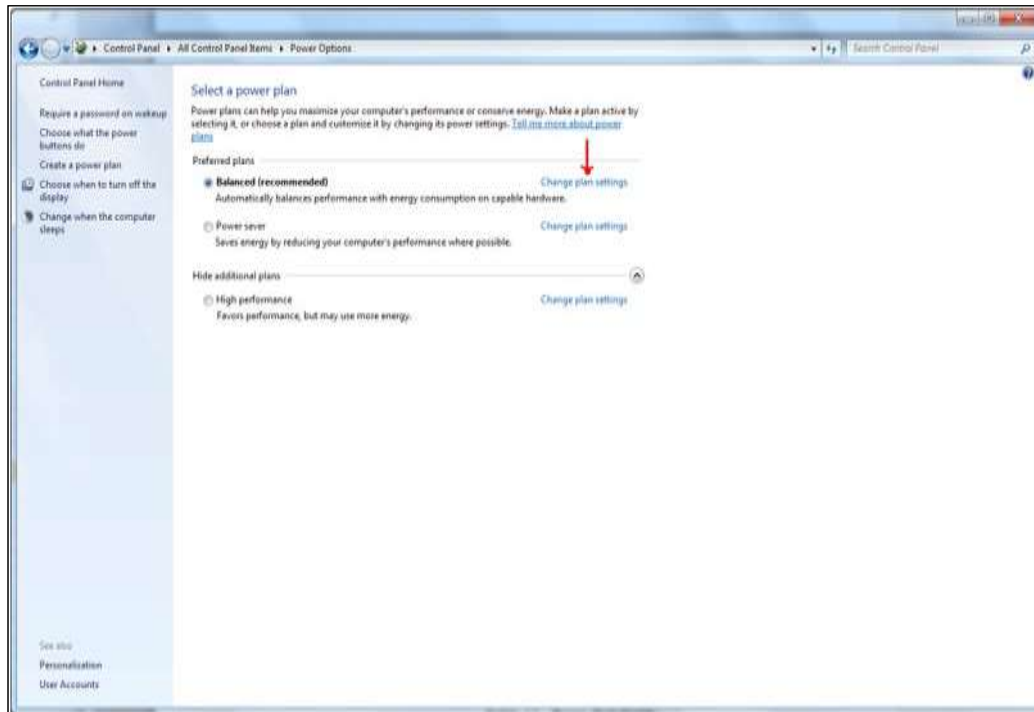 Control Panel ▸ All Control Panel Items ▸ Power Options
Search Control Panel
Control Panel Home
Require a password on wakeup
Choose what the power
buttons do
Create a power plan
Choose when to turn off the
display
Change when the computer
sleeps
See also
Personalization
User Accounts
Select a power plan
Power plans can help you maximize your computer's performance or conserve energy. Make a plan active by
selecting it, or choose a plan and customize it by changing its power settings. Tell me more about power
plans
Preferred plans
Balanced (recommended) Change plan settings
Automatically balances performance with energy consumption on capable hardware.
Power saver Change plan settings
Saves energy by reducing your computer's performance where possible.
Hide additional plans
High performance Change plan settings
Favors performance, but may use more energy.